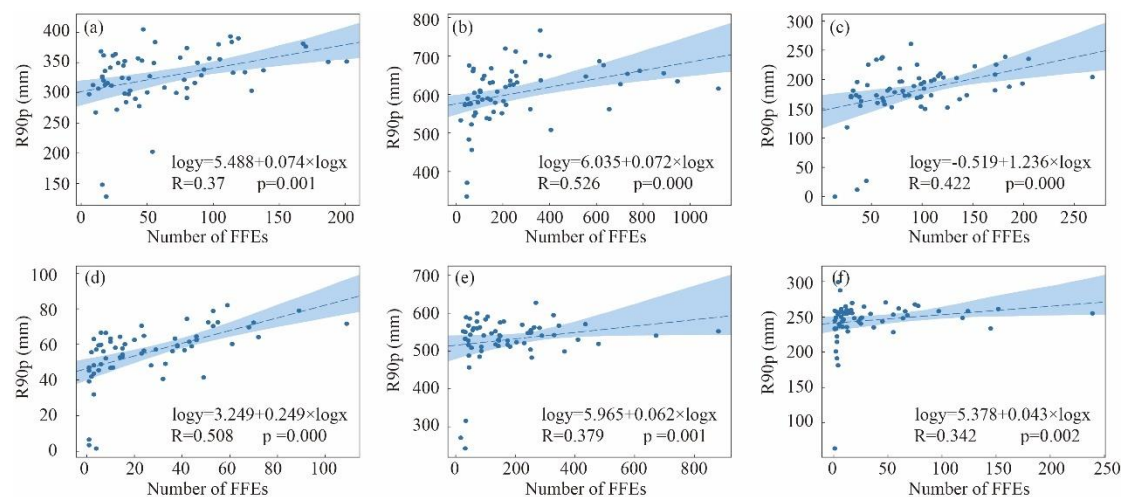 (a)
R90p (mm)
400
350
300
250
200
150
logy=5.488+0.074×logx
R=0.37 p=0.001
0 50 100 150 200
Number of FFEs
(b)
R90p (mm)
800
700
600
500
400
logy=6.035+0.072×logx
R=0.526 p=0.000
0 200 400 600 800 1000
Number of FFEs
(c)
R90p (mm)
300
250
200
150
100
50
0
logy=-0.519+1.236×logx
R=0.422 p=0.000
50 100 150 200 250
Number of FFEs
(d)
R90p (mm)
100
80
60
40
20
0
logy=3.249+0.249×logx
R=0.508 p =0.000
0 20 40 60 80 100
Number of FFEs
(e)
R90p (mm)
700
600
500
400
300
logy=5.965+0.062×logx
R=0.379 p=0.001
0 200 400 600 800
Number of FFEs
(f)
R90p (mm)
300
250
200
150
100
logy=5.378+0.043×logx
R=0.342 p=0.002
0 50 100 150 200 250
Number of FFEs